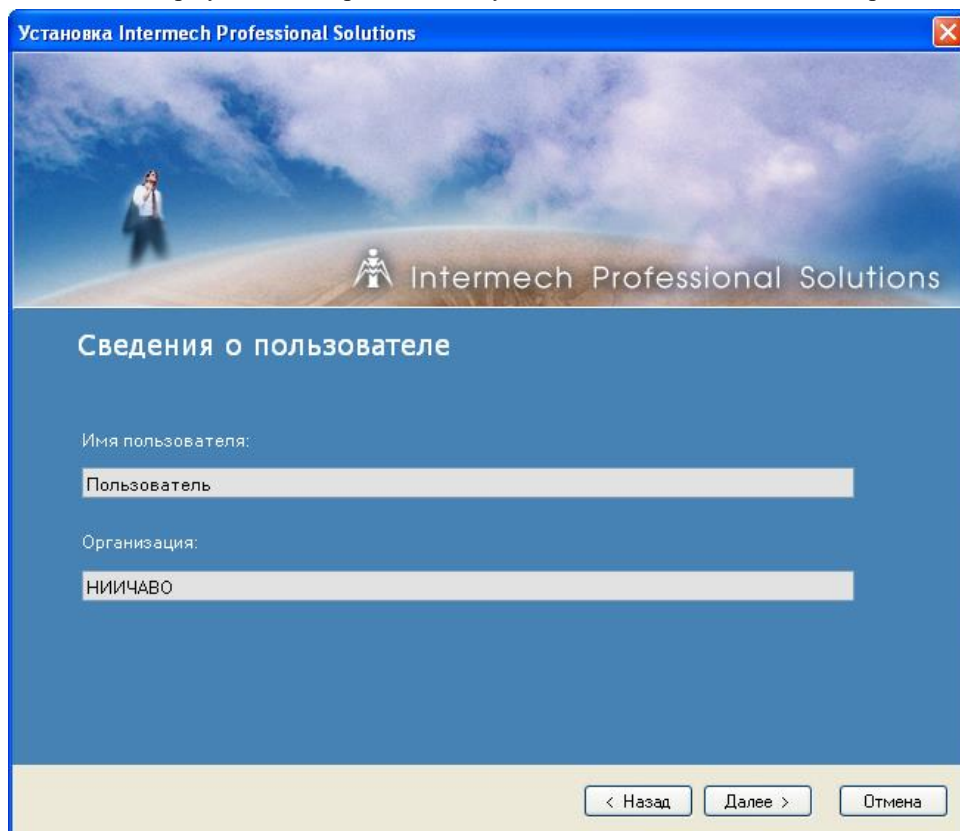 Установка Intermech Professional Solutions
Intermech Professional Solutions
Сведения о пользователе
Имя пользователя:
Пользователь
Организация:
НИИЧАВО
< Назад
Далее >
Отмена